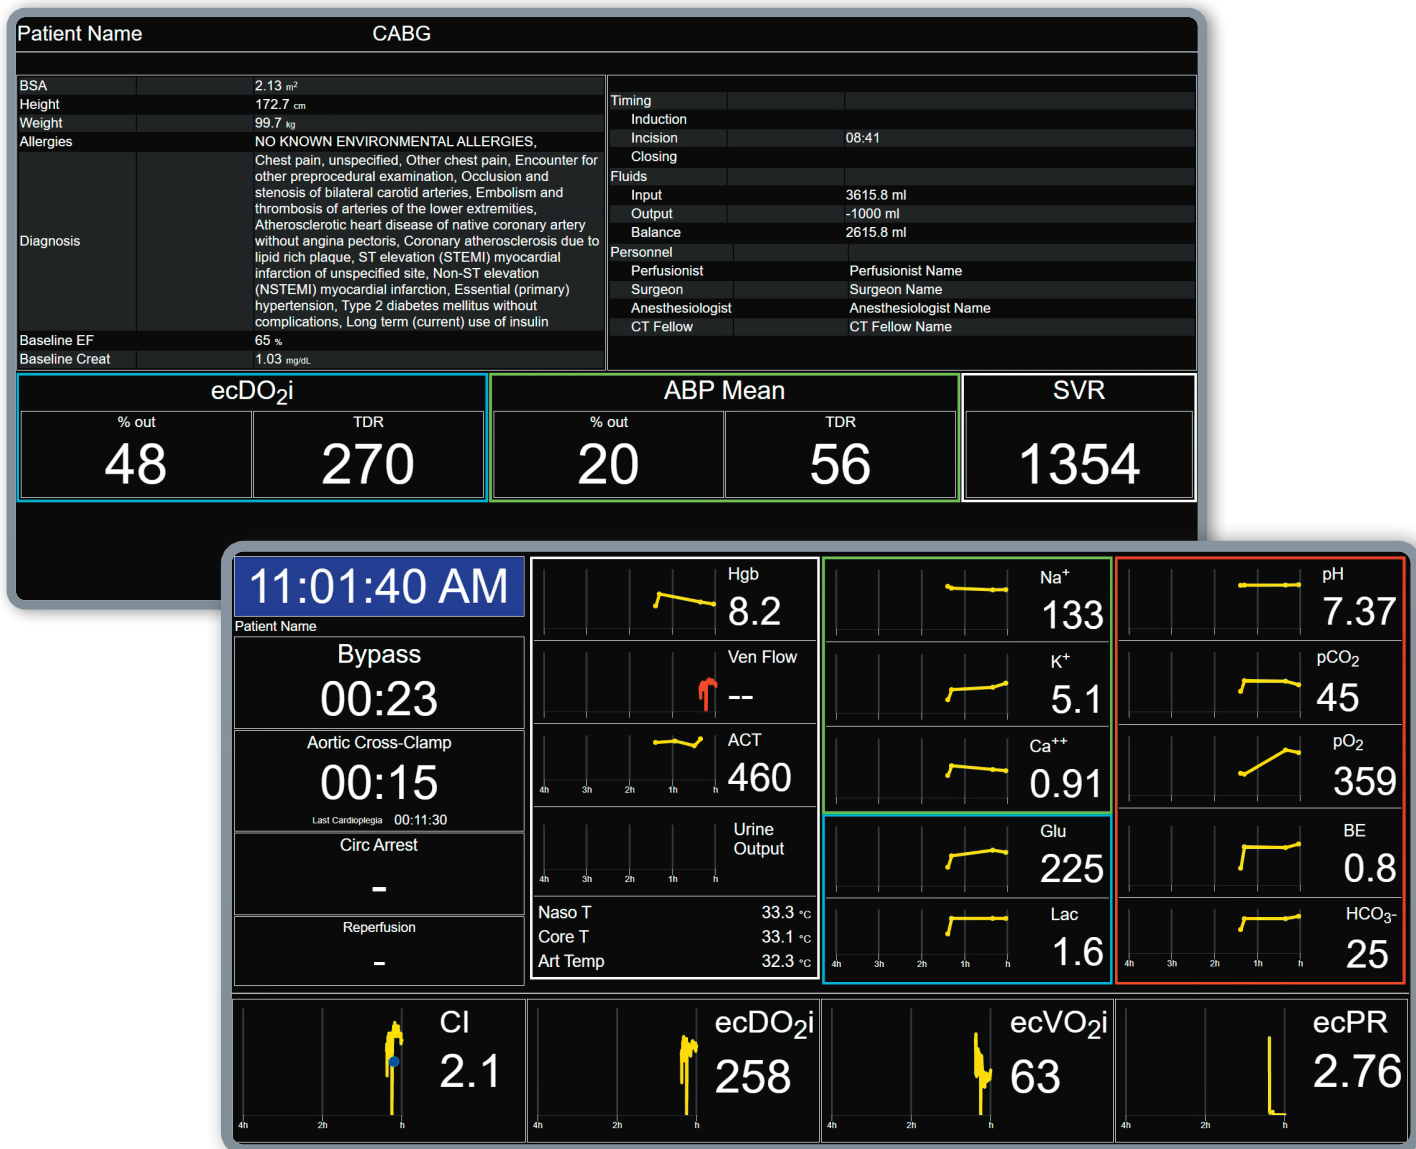 Patient Name CABG
BSA 2.13 m²
Height 172.7 cm
Weight 99.7 kg
Allergies NO KNOWN ENVIRONMENTAL ALLERGIES,
Diagnosis
Chest pain, unspecified, Other chest pain, Encounter for
other preprocedural examination, Occlusion and
stenosis of bilateral carotid arteries, Embolism and
thrombosis of arteries of the lower extremities,
Atherosclerotic heart disease of native coronary artery
without angina pectoris, Coronary atherosclerosis due to
lipid rich plaque, ST elevation (STEMI) myocardial
infarction of unspecified site, Non-ST elevation
(NSTEMI) myocardial infarction, Essential (primary)
hypertension, Type 2 diabetes mellitus without
complications, Long term (current) use of insulin
Baseline EF 65 %
Baseline Creat 1.03 mg/dL
Timing
Induction
Incision 08:41
Closing
Fluids
Input 3615.8 ml
Output -1000 ml
Balance 2615.8 ml
Personnel
Perfusionist Perfusionist Name
Surgeon Surgeon Name
Anesthesiologist Anesthesiologist Name
CT Fellow CT Fellow Name
ecDO₂i
% out TDR
48 270
ABP Mean
% out TDR
20 56
SVR
1354
11:01:40 AM
Patient Name
Bypass
00:23
Aortic Cross-Clamp
00:15
Last Cardioplegia 00:11:30
Circ Arrest
-
Reperfusion
-
Hgb
8.2
Ven Flow
--
ACT
460
4h 3h 2h 1h h
Urine
Output
4h 3h 2h 1h h
Naso T 33.3 °C
Core T 33.1 °C
Art Temp 32.3 °C
Na⁺
133
K⁺
5.1
Ca⁺⁺
0.91
Glu
225
Lac
1.6
4h 3h 2h 1h h
pH
7.37
pCO₂
45
pO₂
359
BE
0.8
HCO₃-
25
4h 3h 2h 1h h
CI
2.1
4h 2h h
ecDO₂i
258
4h 2h h
ecVO₂i
63
4h 2h h
ecPR
2.76
4h 2h h